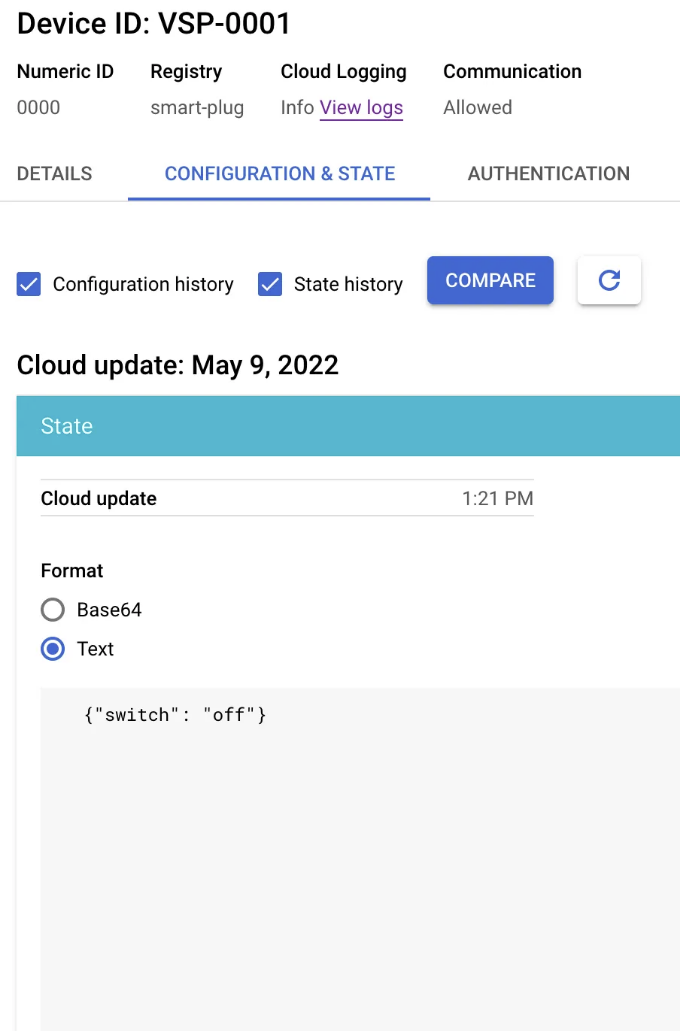 Device ID: VSP-0001
Numeric ID Registry Cloud Logging Communication
0000 smart-plug Info View logs Allowed
DETAILS CONFIGURATION & STATE AUTHENTICATION
Configuration history State history COMPARE
Cloud update: May 9, 2022
State
Cloud update 1:21 PM
Format
Base64
Text
{"switch": "off"}